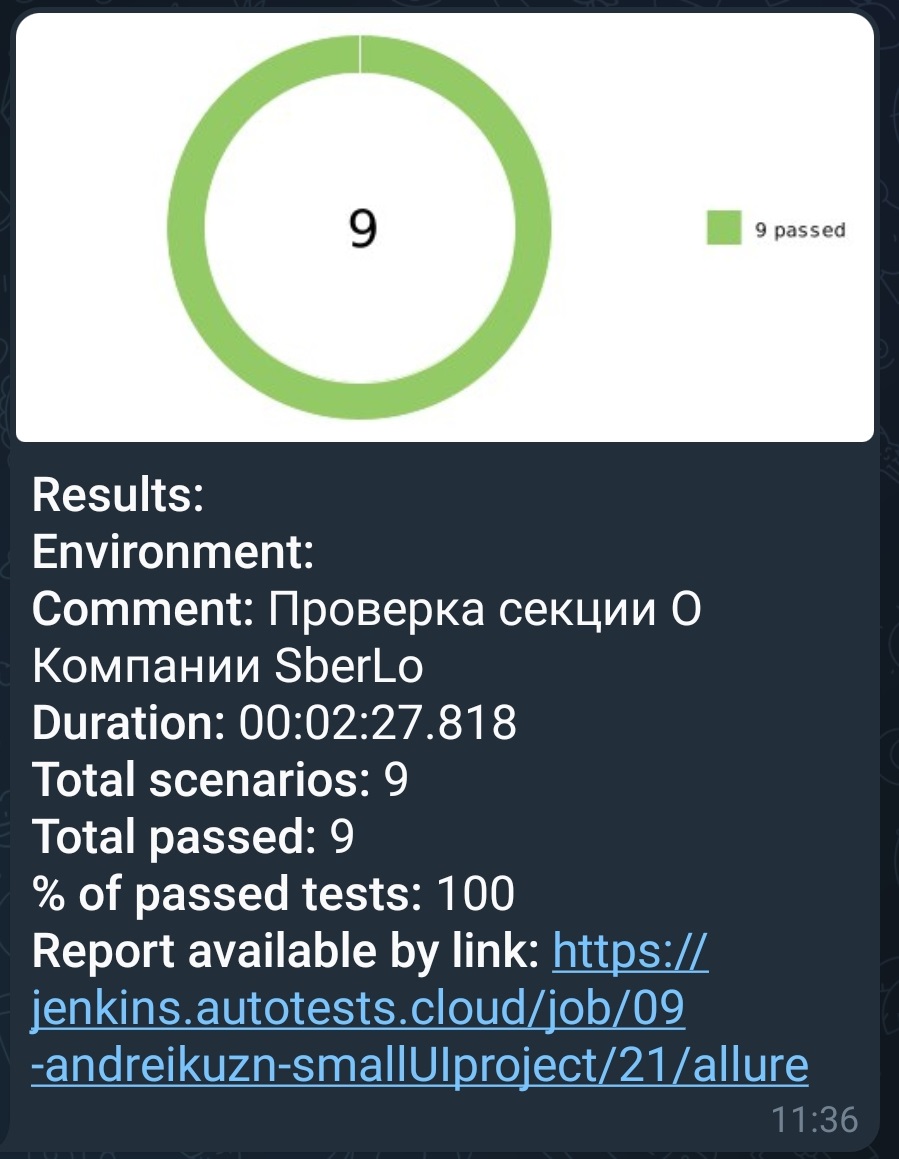 9
9 passed
Results:
Environment:
Comment: Проверка секции О
Компании SberLo
Duration: 00:02:27.818
Total scenarios: 9
Total passed: 9
% of passed tests: 100
Report available by link: https://
jenkins.autotests.cloud/job/09
-andreikuzn-smallUIproject/21/allure
11:36